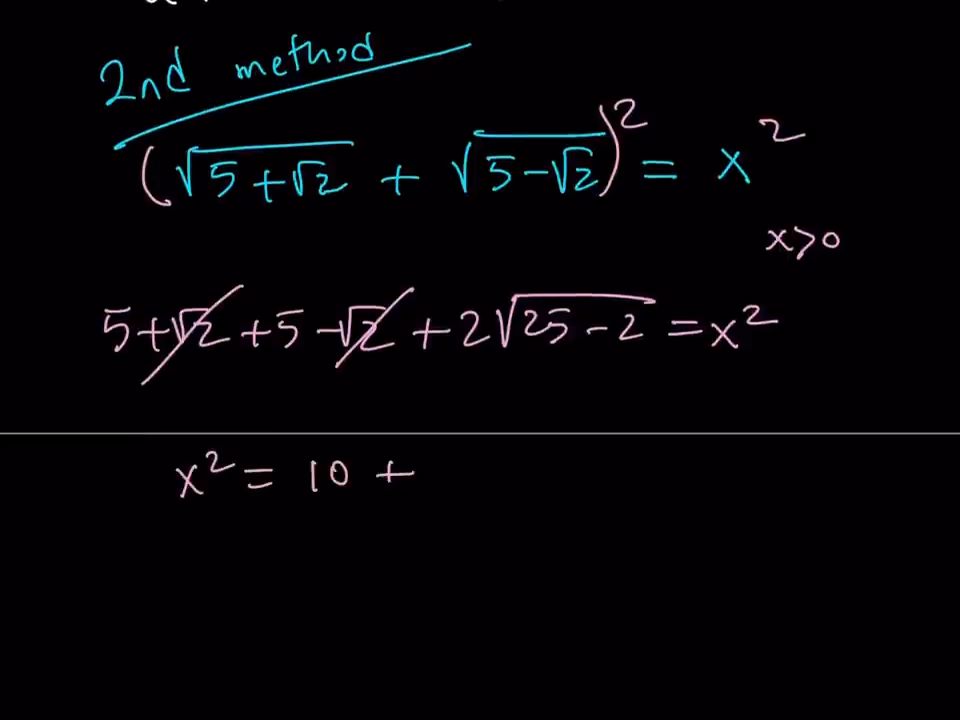 2nd method
(√(5+√2) + √(5-√2))² = x²
x>0
5+√2+5-√2+2√(25-2)=x²
x² = 10 +